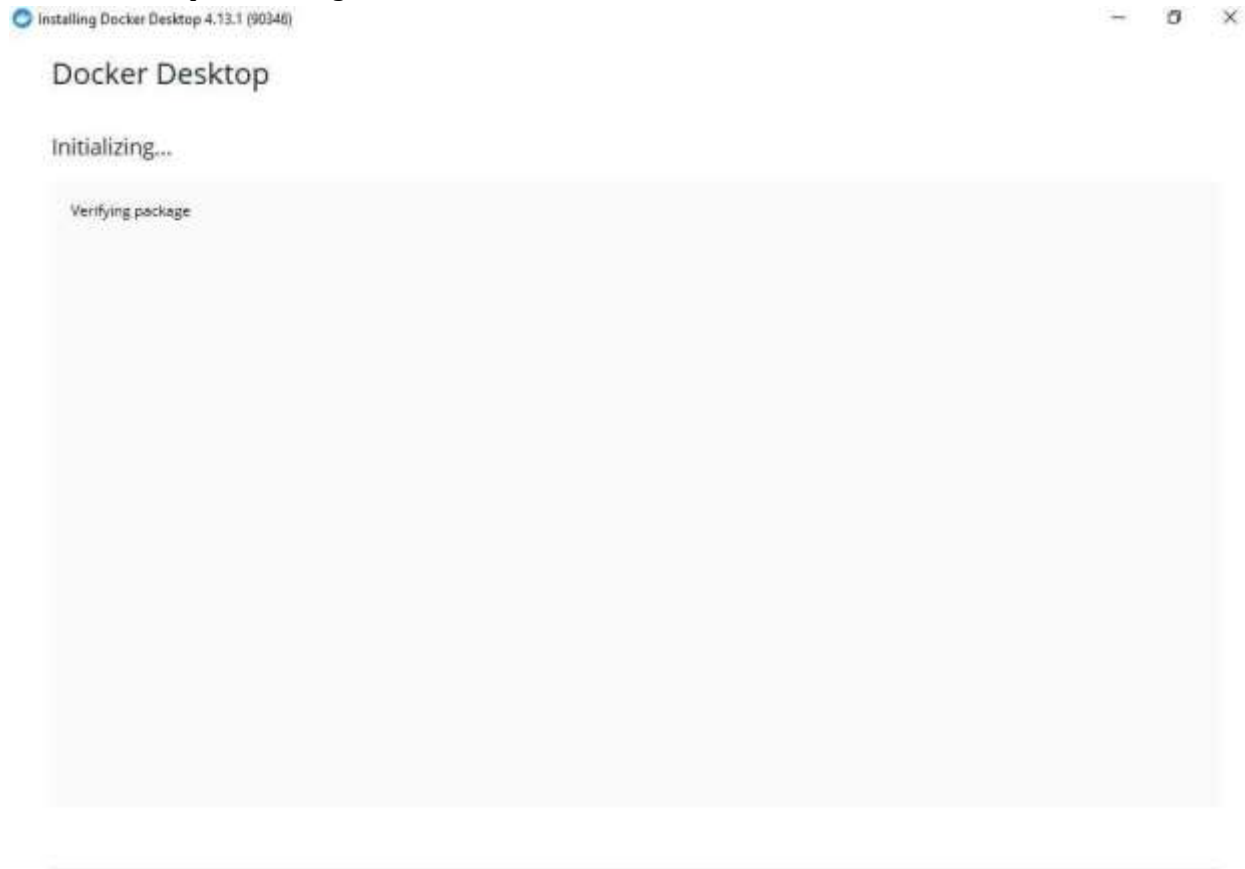 Installing Docker Desktop 4.13.1 (90346)
Docker Desktop
Initializing...
Verifying package